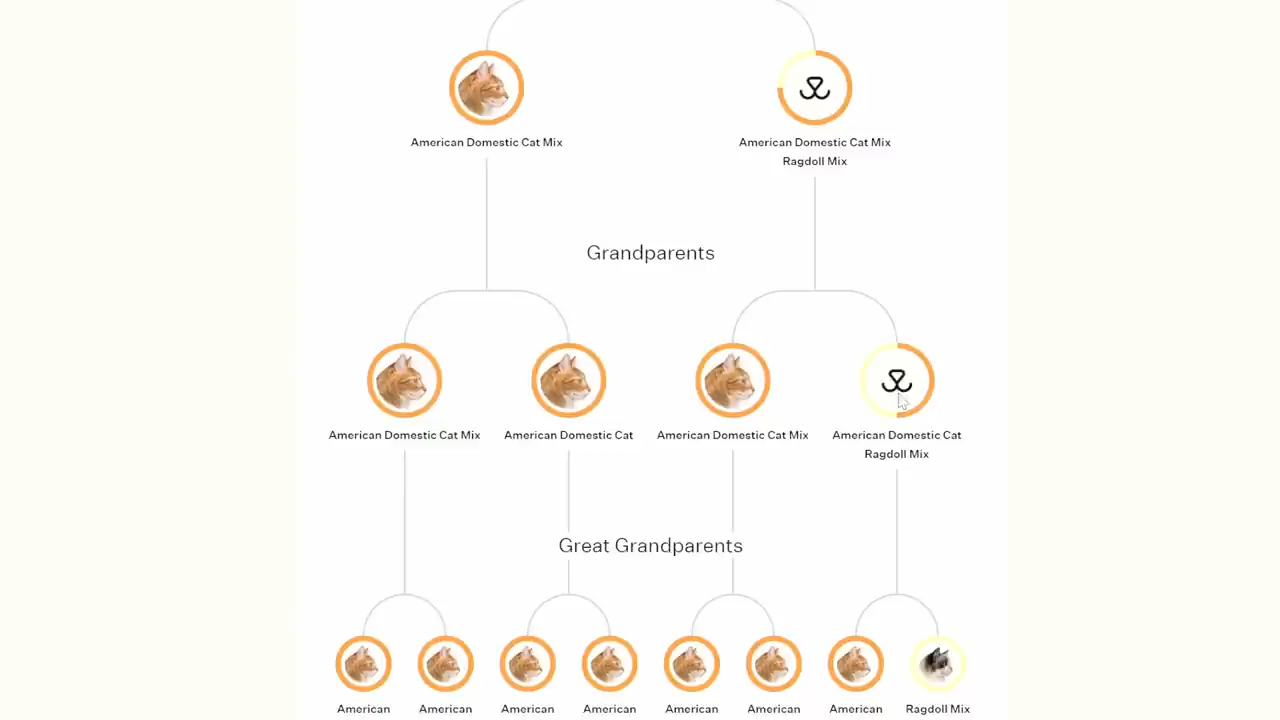 American Domestic Cat Mix
American Domestic Cat Mix
Ragdoll Mix
Grandparents
American Domestic Cat Mix
American Domestic Cat
American Domestic Cat Mix
American Domestic Cat
Ragdoll Mix
Great Grandparents
American
American
American
American
American
American
American
Ragdoll Mix